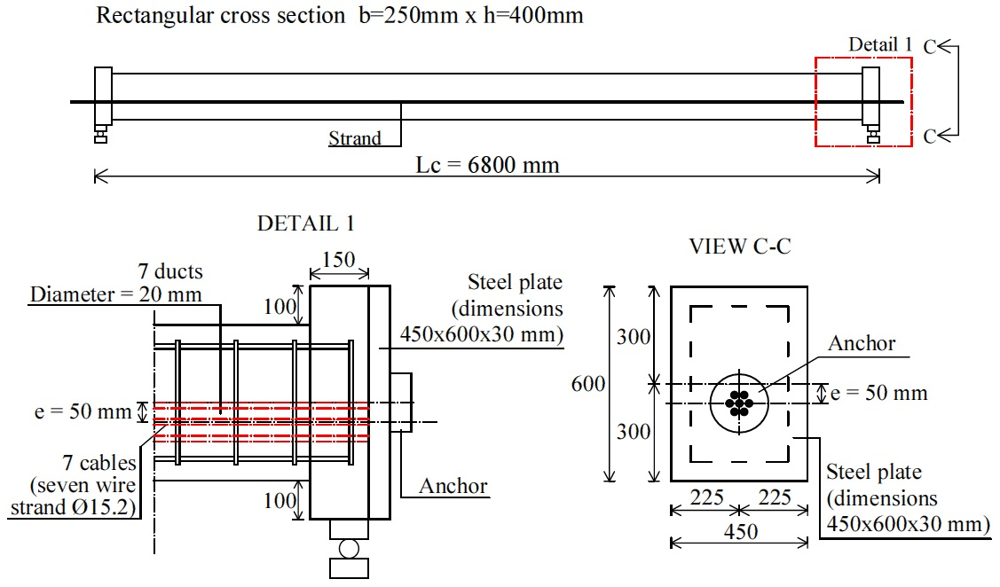 Rectangular cross section b=250mm x h=400mm
Detail 1
C
C
Strand
Lc = 6800 mm
DETAIL 1
150
7 ducts
Diameter = 20 mm
100
Steel plate
(dimensions
450x600x30 mm)
e = 50 mm
7 cables
(seven wire
strand Ø15.2)
100
Anchor
VIEW C-C
300
600
300
Anchor
e = 50 mm
Steel plate
(dimensions
450x600x30 mm)
225
225
450